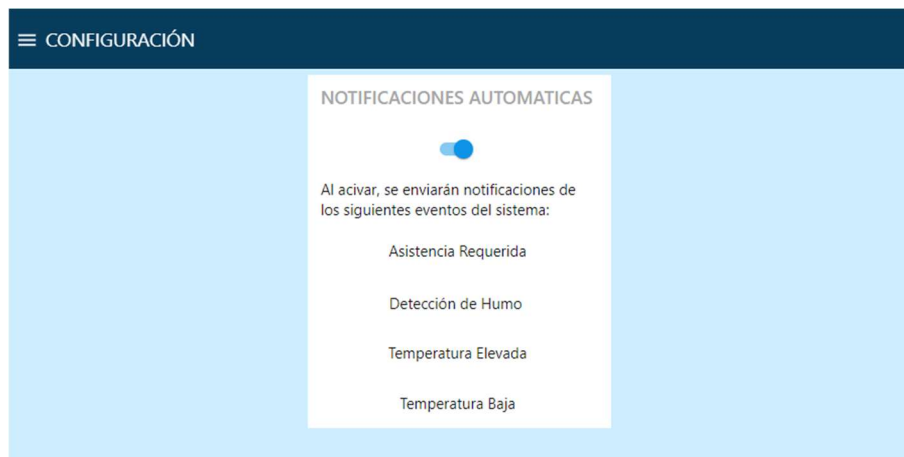 CONFIGURACIÓN
NOTIFICACIONES AUTOMATICAS
Al acivar, se enviarán notificaciones de
los siguientes eventos del sistema:
Asistencia Requerida
Detección de Humo
Temperatura Elevada
Temperatura Baja